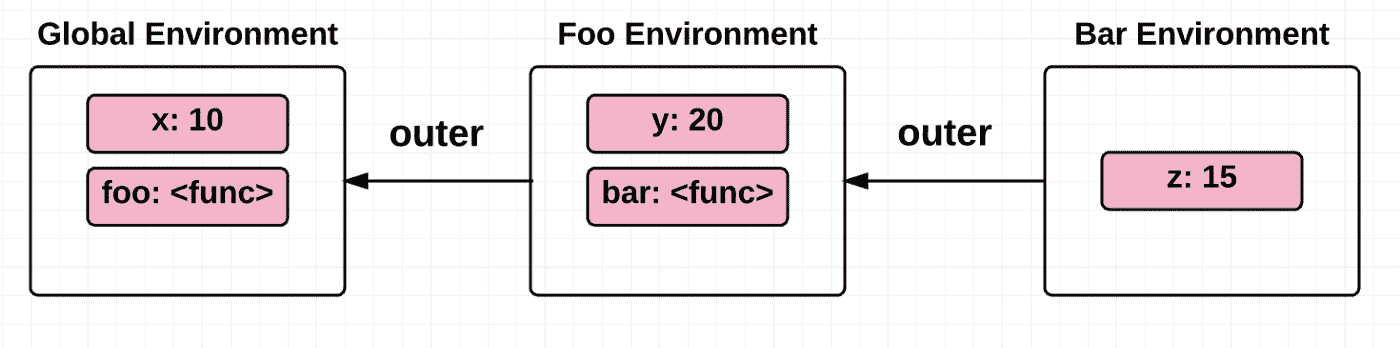 Global Environment
x: 10
foo: <func>
outer
Foo Environment
y: 20
bar: <func>
outer
Bar Environment
z: 15